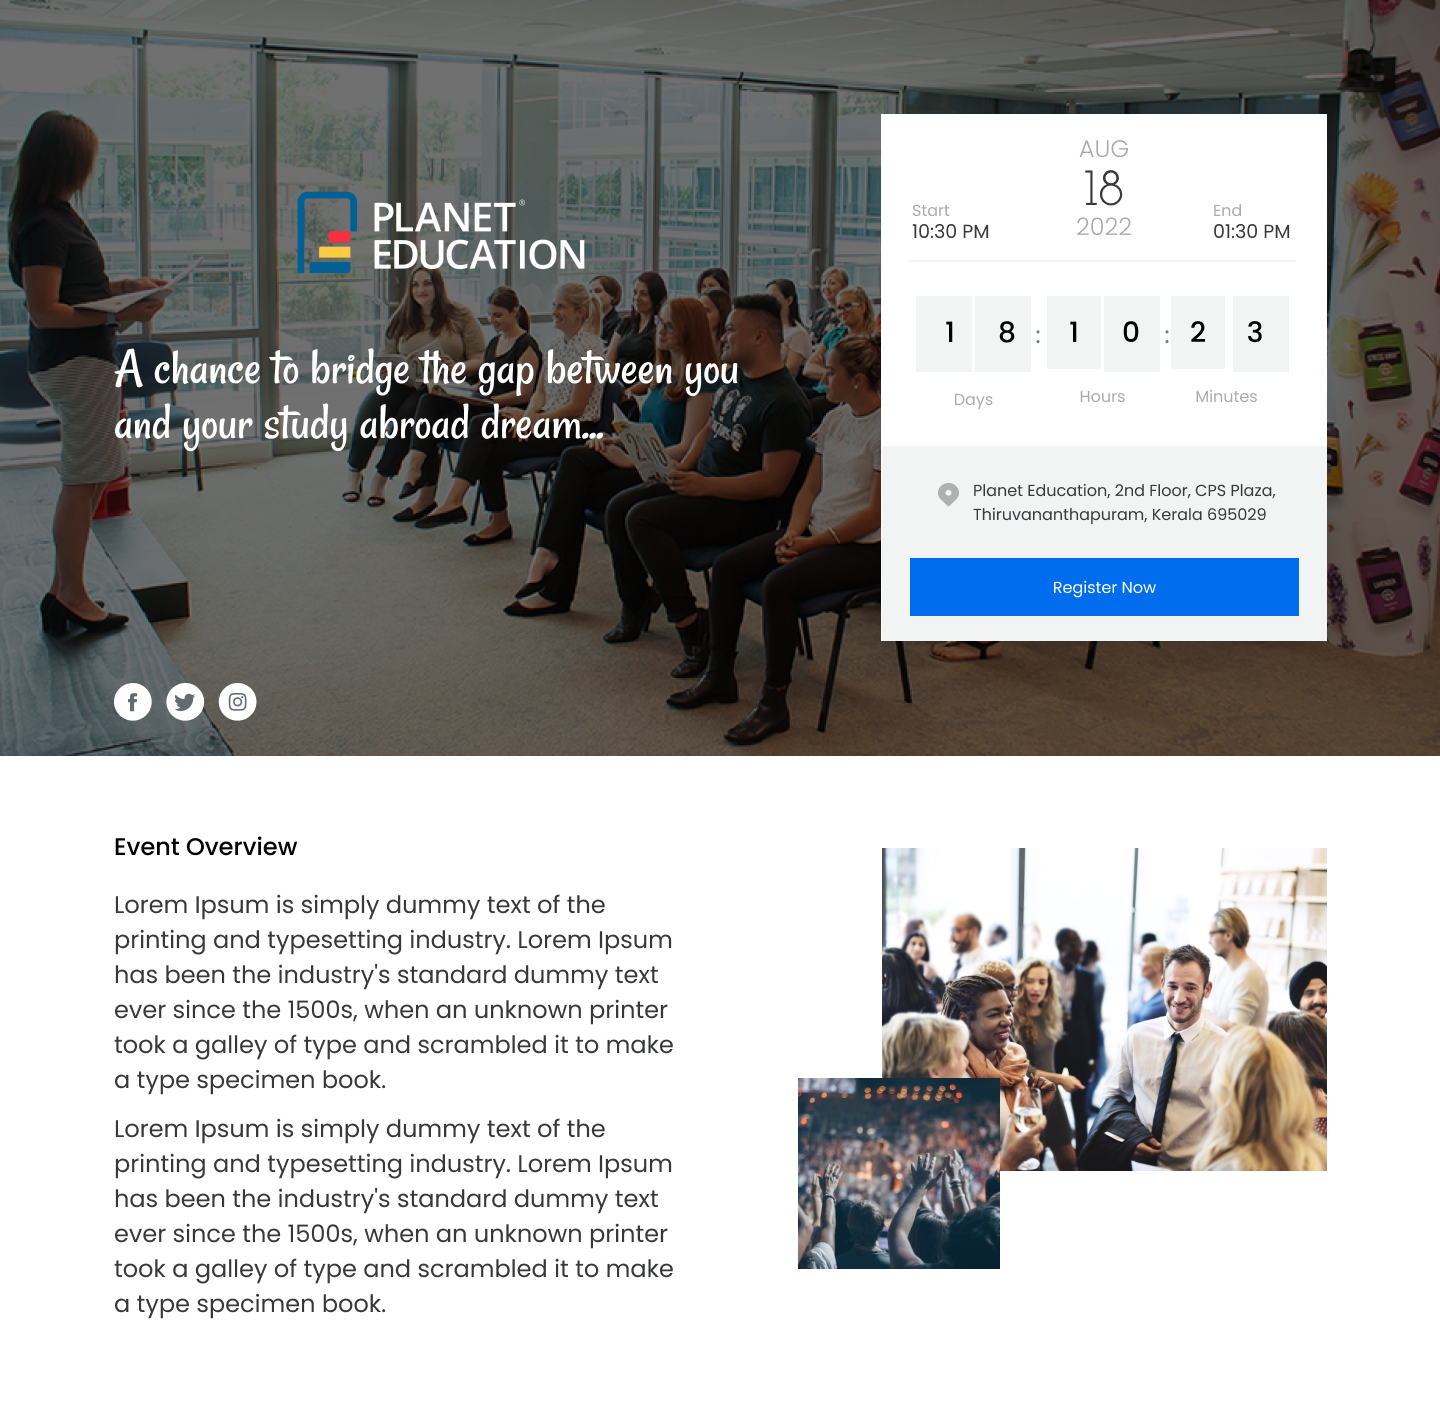 PLANET
EDUCATION
®
A chance to bridge the gap between you
and your study abroad dream...
AUG
18
2022
Start
10:30 PM
End
01:30 PM
1 8 : 1 0 : 2 3
Days
Hours
Minutes
Planet Education, 2nd Floor, CPS Plaza,
Thiruvananthapuram, Kerala 695029
Register Now
2018
STRESS AWAY
LAVENDER
Event Overview
Lorem Ipsum is simply dummy text of the
printing and typesetting industry. Lorem Ipsum
has been the industry's standard dummy text
ever since the 1500s, when an unknown printer
took a galley of type and scrambled it to make
a type specimen book.
Lorem Ipsum is simply dummy text of the
printing and typesetting industry. Lorem Ipsum
has been the industry's standard dummy text
ever since the 1500s, when an unknown printer
took a galley of type and scrambled it to make
a type specimen book.